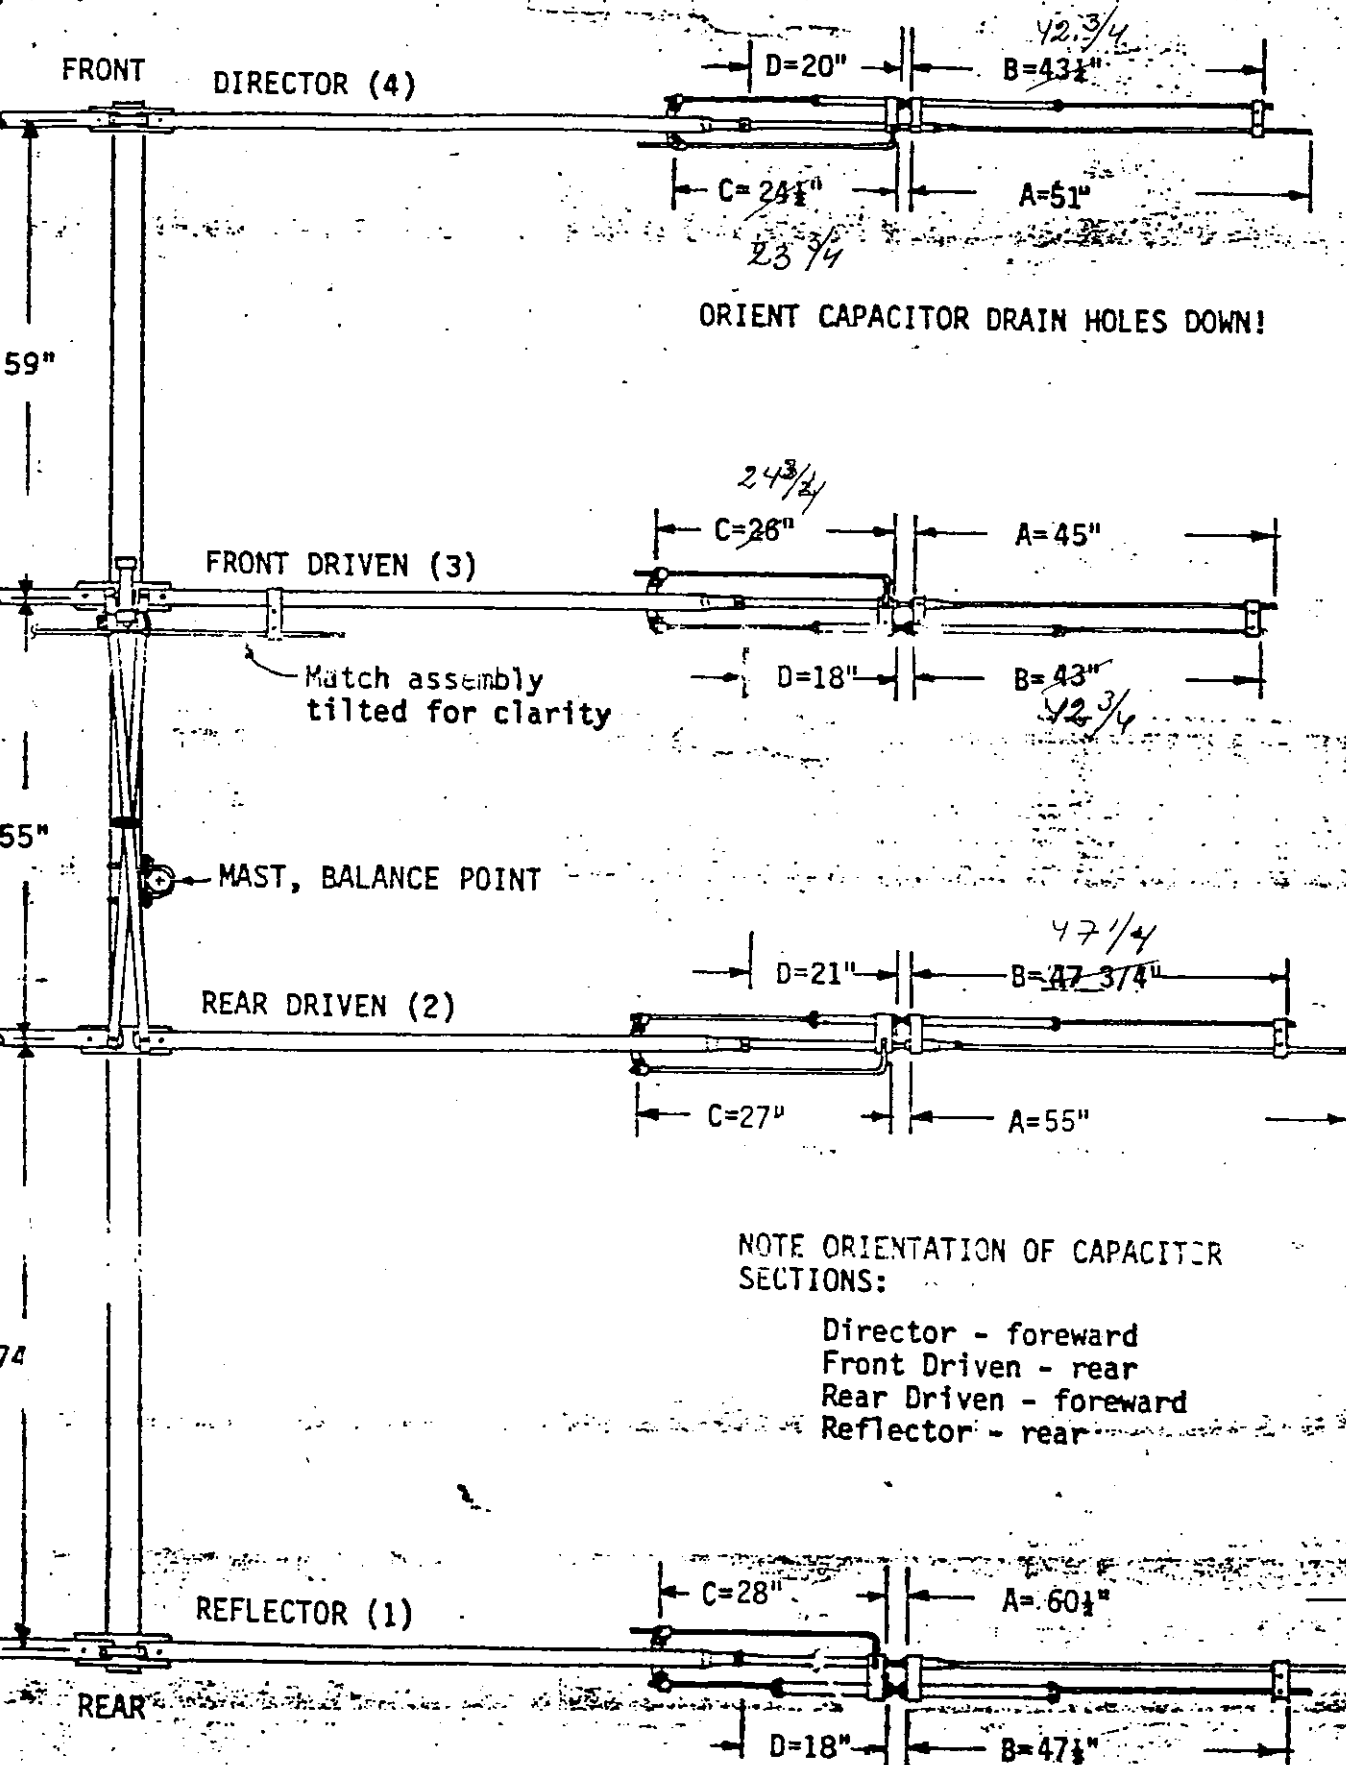 42 3/4
FRONT DIRECTOR (4) D=20" B=43½"
C=24½" A=51"
23 3/4
ORIENT CAPACITOR DRAIN HOLES DOWN!
59"
24 3/4
C=26" A=45"
FRONT DRIVEN (3)
Match assembly
tilted for clarity
D=18" B=43"
42 3/4
55"
MAST, BALANCE POINT
47 1/4
D=21" B=47 3/4"
REAR DRIVEN (2)
C=27" A=55"
NOTE ORIENTATION OF CAPACITER
SECTIONS:
Director - foreward
Front Driven - rear
Rear Driven - foreward
Reflector - rear
74
C=28" A=60½"
REFLECTOR (1)
REAR
D=18" B=47½"